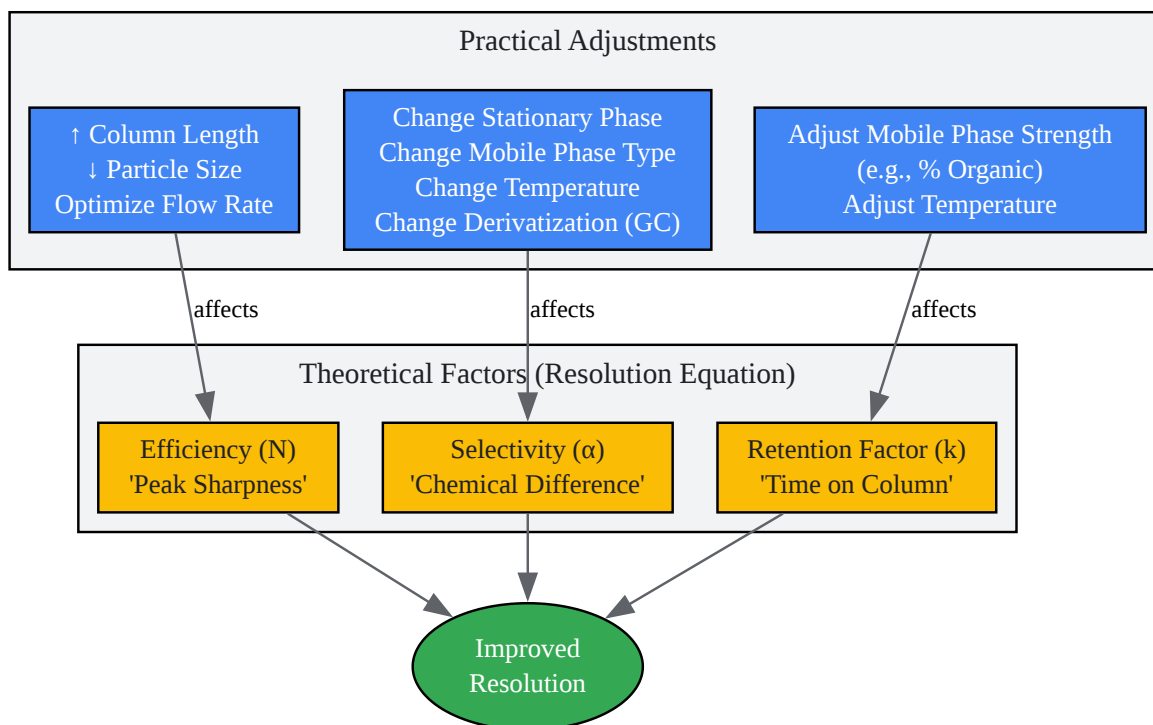 Practical Adjustments
↑ Column Length
↓ Particle Size
Optimize Flow Rate
Change Stationary Phase
Change Mobile Phase Type
Change Temperature
Change Derivatization (GC)
Adjust Mobile Phase Strength
(e.g., % Organic)
Adjust Temperature
affects
affects
affects
Theoretical Factors (Resolution Equation)
Efficiency (N)
'Peak Sharpness'
Selectivity (α)
'Chemical Difference'
Retention Factor (k)
'Time on Column'
Improved
Resolution